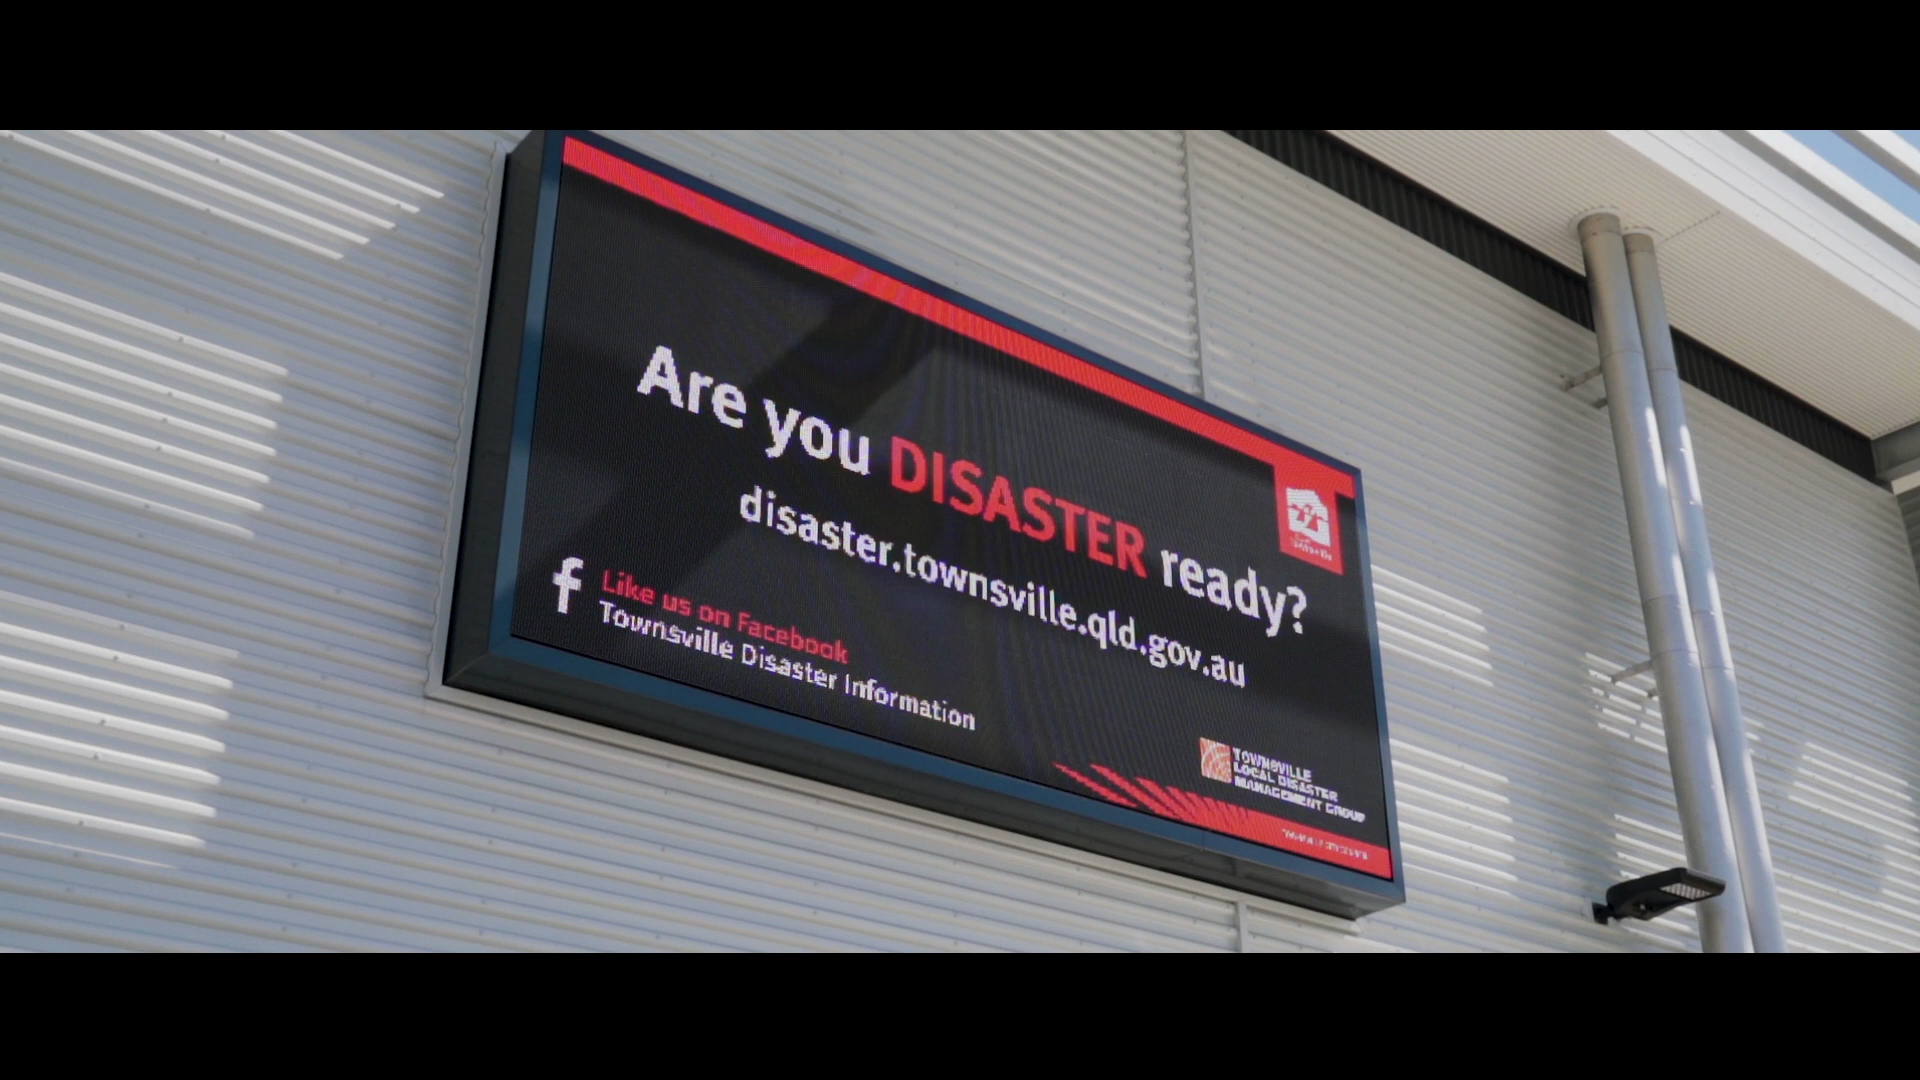 Are you DISASTER ready?
disaster.townsville.qld.gov.au
f Like us on Facebook
Townsville Disaster Information
TOWNSVILLE
LOCAL DISASTER
MANAGEMENT GROUP